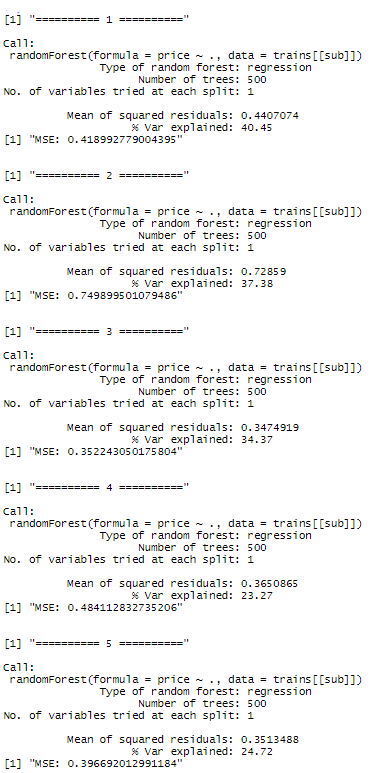 [1] "========== 1 =========="
Call:
randomForest(formula = price ~ ., data = trains[[sub]])
Type of random forest: regression
Number of trees: 500
No. of variables tried at each split: 1
Mean of squared residuals: 0.4407074
% Var explained: 40.45
[1] "MSE: 0.418992779004395"
[1] "========== 2 =========="
Call:
randomForest(formula = price ~ ., data = trains[[sub]])
Type of random forest: regression
Number of trees: 500
No. of variables tried at each split: 1
Mean of squared residuals: 0.72859
% Var explained: 37.38
[1] "MSE: 0.749899501079486"
[1] "========== 3 =========="
Call:
randomForest(formula = price ~ ., data = trains[[sub]])
Type of random forest: regression
Number of trees: 500
No. of variables tried at each split: 1
Mean of squared residuals: 0.3474919
% Var explained: 34.37
[1] "MSE: 0.352243050175804"
[1] "========== 4 =========="
Call:
randomForest(formula = price ~ ., data = trains[[sub]])
Type of random forest: regression
Number of trees: 500
No. of variables tried at each split: 1
Mean of squared residuals: 0.3650865
% Var explained: 23.27
[1] "MSE: 0.484112832735206"
[1] "========== 5 =========="
Call:
randomForest(formula = price ~ ., data = trains[[sub]])
Type of random forest: regression
Number of trees: 500
No. of variables tried at each split: 1
Mean of squared residuals: 0.3513488
% Var explained: 24.72
[1] "MSE: 0.396692012991184"